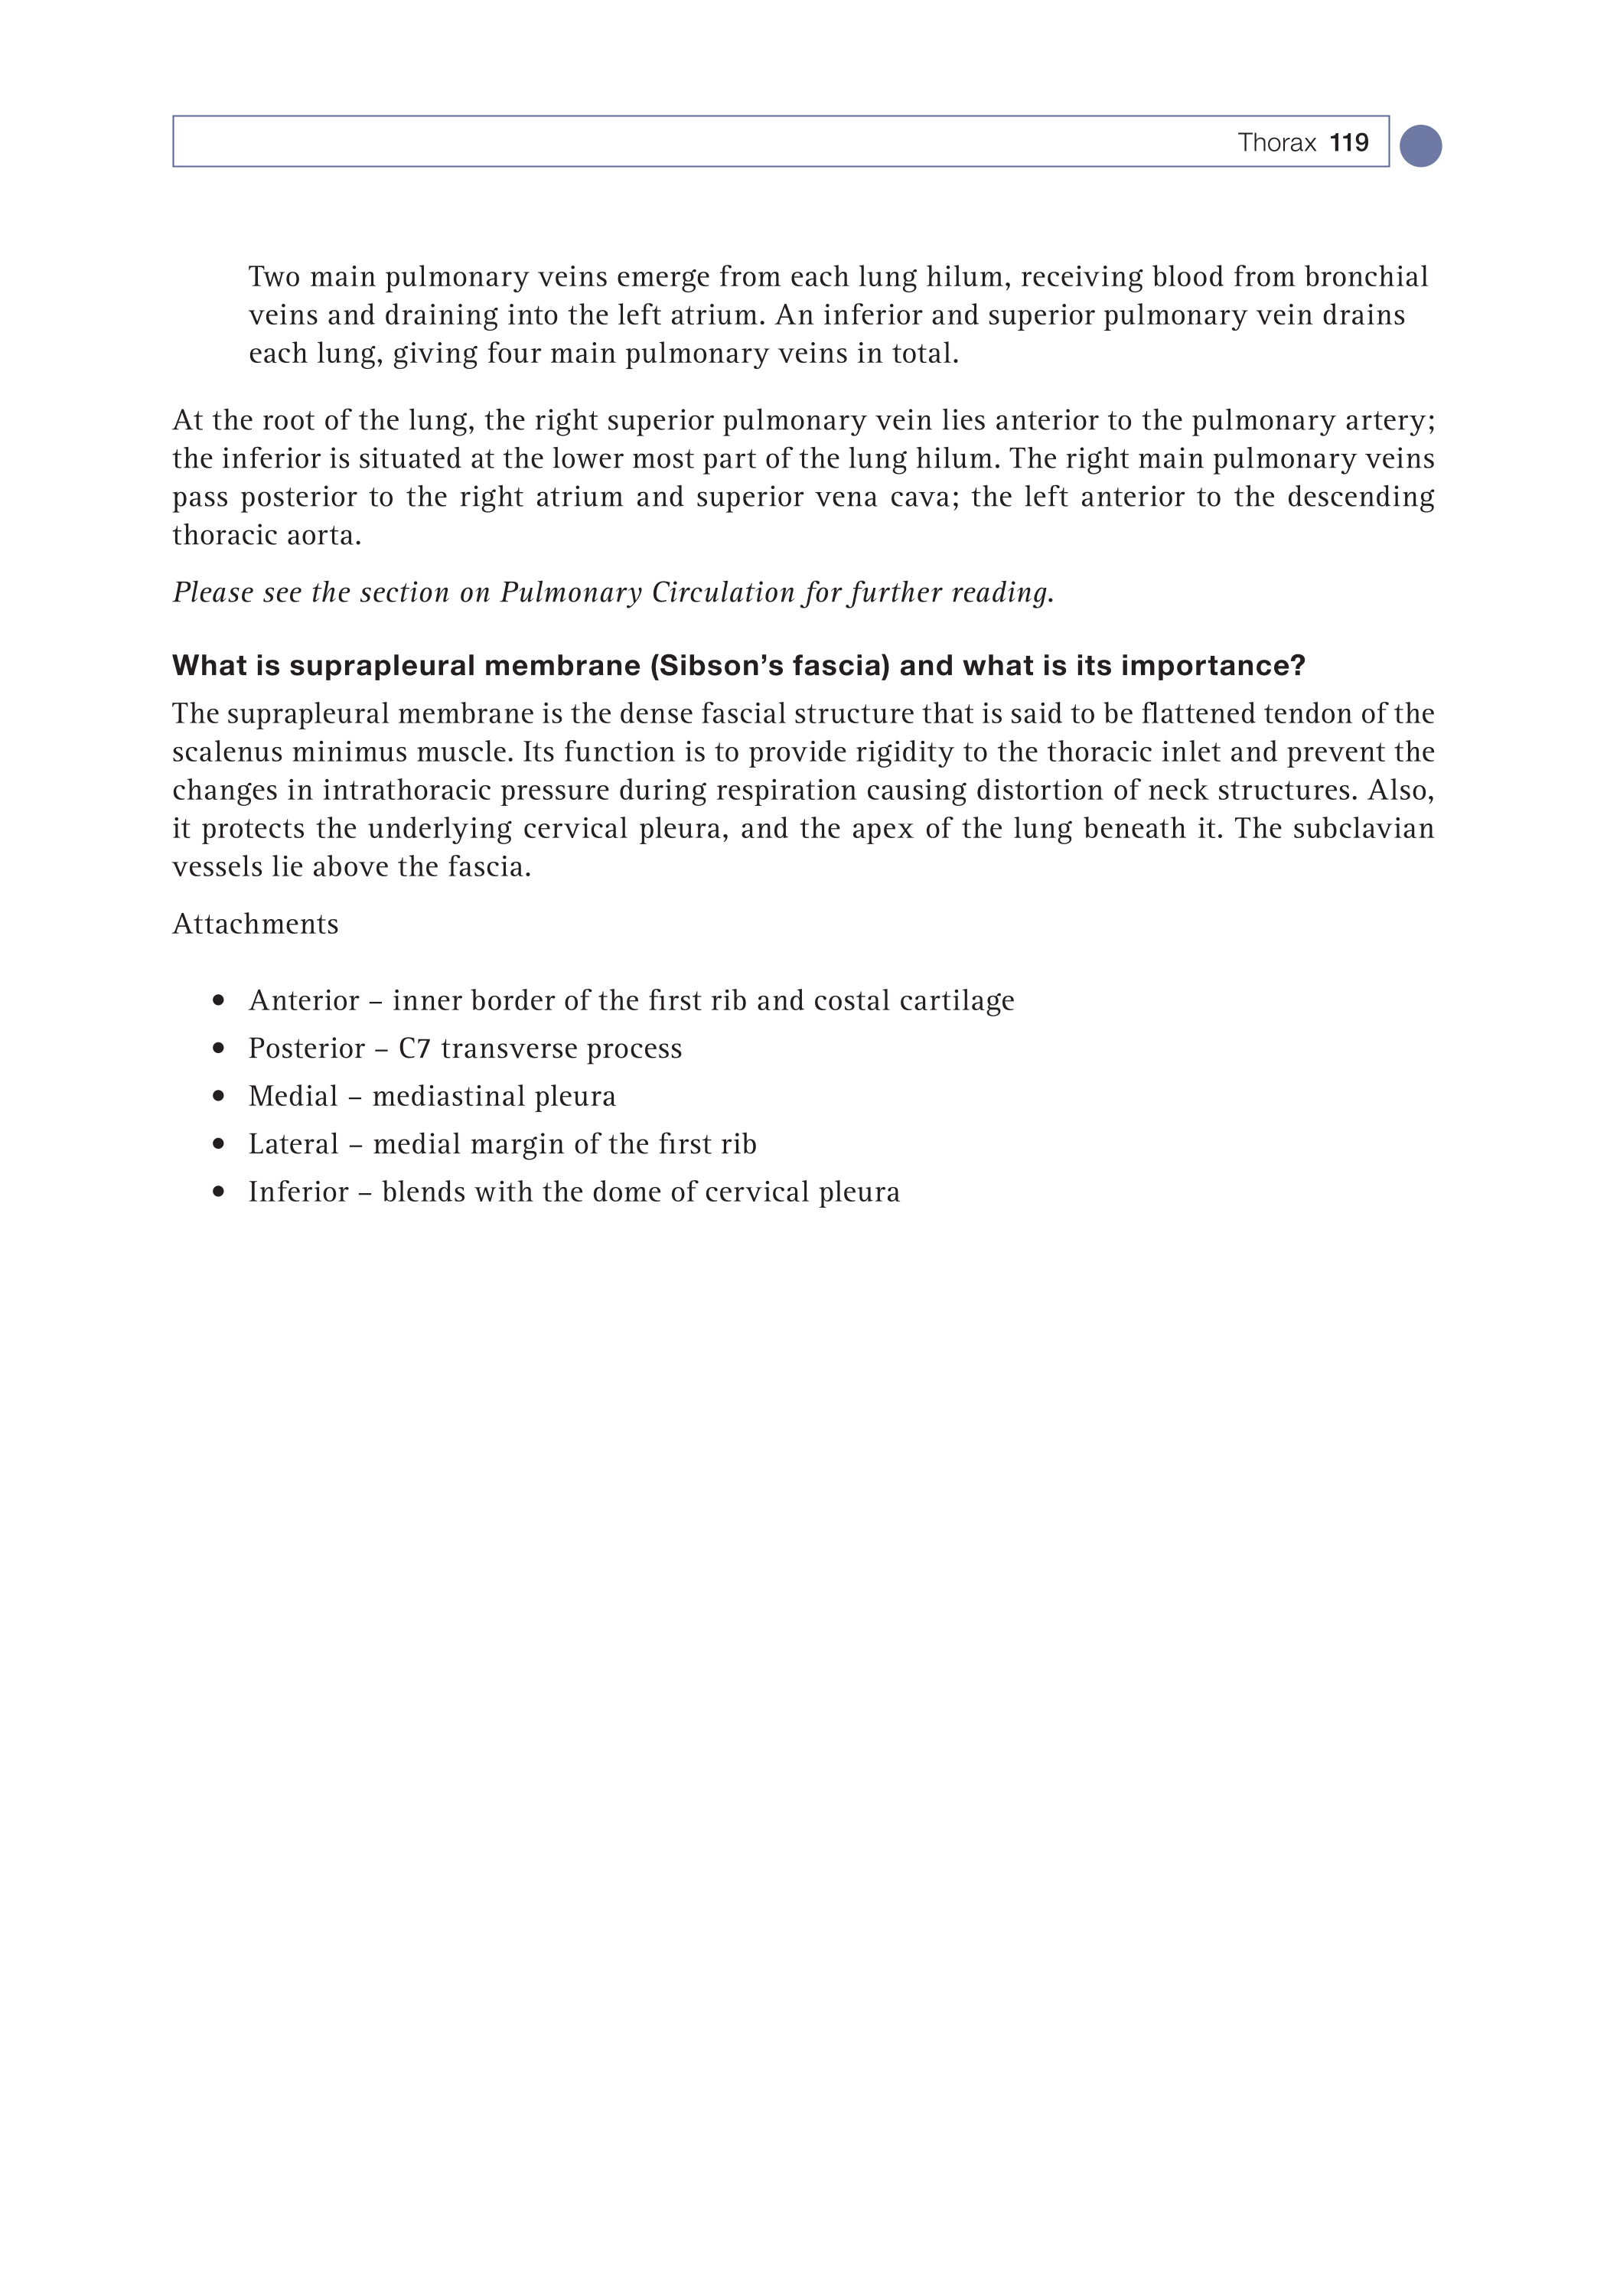 Thorax 119
Two main pulmonary veins emerge from each lung hilum, receiving blood from bronchial
veins and draining into the left atrium. An inferior and superior pulmonary vein drains
each lung, giving four main pulmonary veins in total.
At the root of the lung, the right superior pulmonary vein lies anterior to the pulmonary artery;
the inferior is situated at the lower most part of the lung hilum. The right main pulmonary veins
pass posterior to the right atrium and superior vena cava; the left anterior to the descending
thoracic aorta.
Please see the section on Pulmonary Circulation for further reading.
What is suprapleural membrane (Sibson’s fascia) and what is its importance?
The suprapleural membrane is the dense fascial structure that is said to be flattened tendon of the
scalenus minimus muscle. Its function is to provide rigidity to the thoracic inlet and prevent the
changes in intrathoracic pressure during respiration causing distortion of neck structures. Also,
it protects the underlying cervical pleura, and the apex of the lung beneath it. The subclavian
vessels lie above the fascia.
Attachments
• Anterior – inner border of the first rib and costal cartilage
• Posterior – C7 transverse process
• Medial – mediastinal pleura
• Lateral – medial margin of the first rib
• Inferior – blends with the dome of cervical pleura